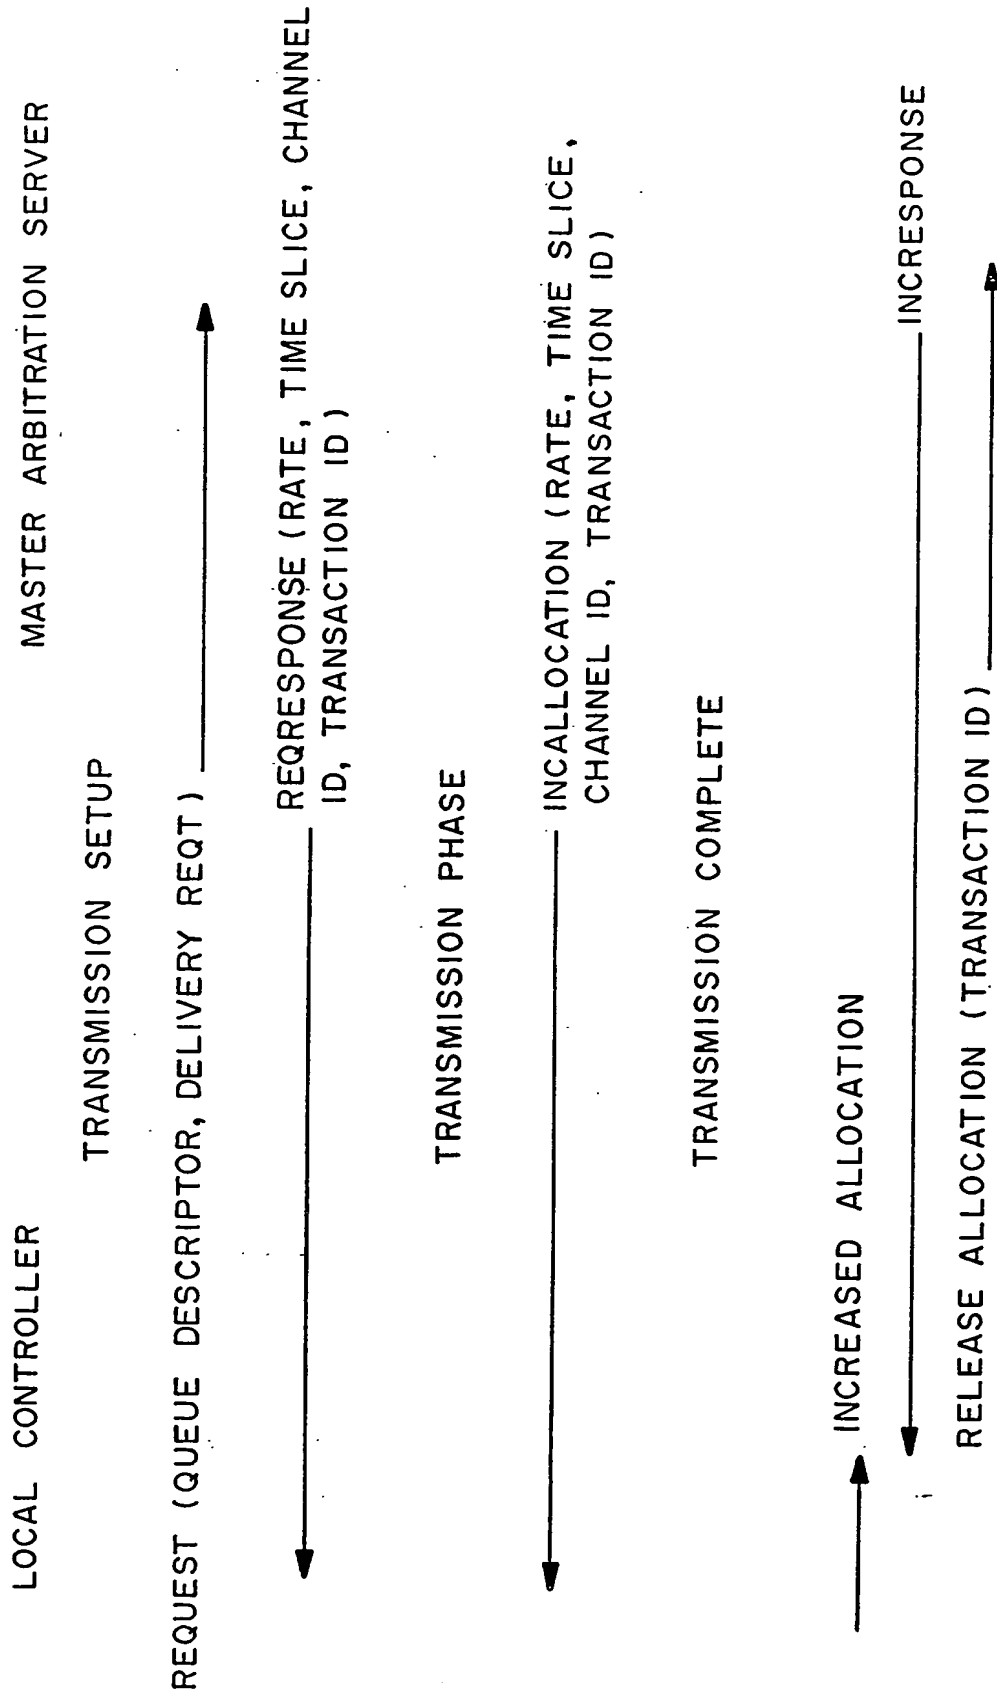 LOCAL CONTROLLER
MASTER ARBITRATION SERVER
TRANSMISSION SETUP
REQUEST (QUEUE DESCRIPTOR, DELIVERY REQT)
REQRESPONSE (RATE, TIME SLICE, CHANNEL
ID, TRANSACTION ID)
TRANSMISSION PHASE
INCALLOCATION (RATE, TIME SLICE,
CHANNEL ID, TRANSACTION ID)
TRANSMISSION COMPLETE
INCREASED ALLOCATION
INCRESPONSE
RELEASE ALLOCATION (TRANSACTION ID)